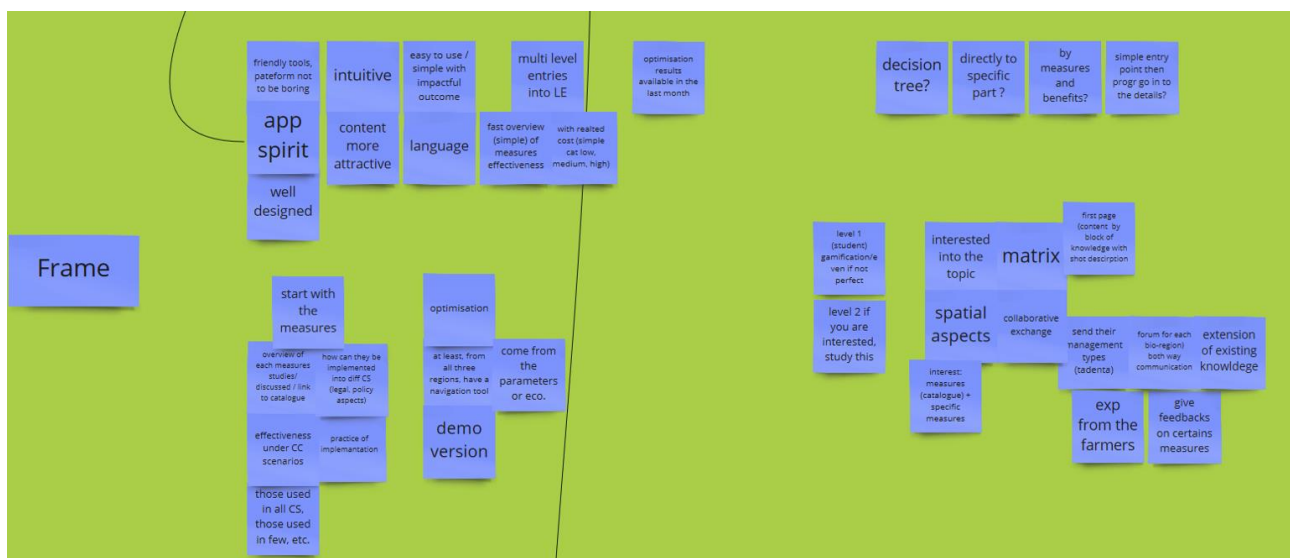 friendly tools,
pateform not
to be boring
intuitive
easy to use /
simple with
impactful
outcome
multi level
entries
into LE
optimisation
results
available in the
last month
decision
tree?
directly to
specific
part ?
by
measures
and
benefits?
simple entry
point then
progr go in to
the details?
app
spirit
content
more
attractive
language
fast overview
(simple) of
measures
effectiveness
with realted
cost (simple
cat low,
medium, high)
well
designed
Frame
start with
the
measures
optimisation
overview of
each measures
studies/
discussed / link
to catalogue
how can they be
implemented
into diff CS
(legal, policy
aspects)
at least, from
all three
regions, have a
navigation tool
come from
the
parameters
or eco.
effectiveness
under CC
scenarios
practice of
implemantation
demo
version
those used
in all CS,
those used
in few, etc.
level 1
(student)
gamification/e
ven if not
perfect
interested
into the
topic
matrix
first page
(content by
block of
knowledge with
shot descirption
level 2 if
you are
interested,
study this
spatial
aspects
collaborative
exchange
send their
management
types
(tadenta)
forum for each
bio-region)
both way
communication
extension
of existing
knowldege
interest:
measures
(catalogue) +
specific
measures
exp
from the
farmers
give
feedbacks
on certains
measures